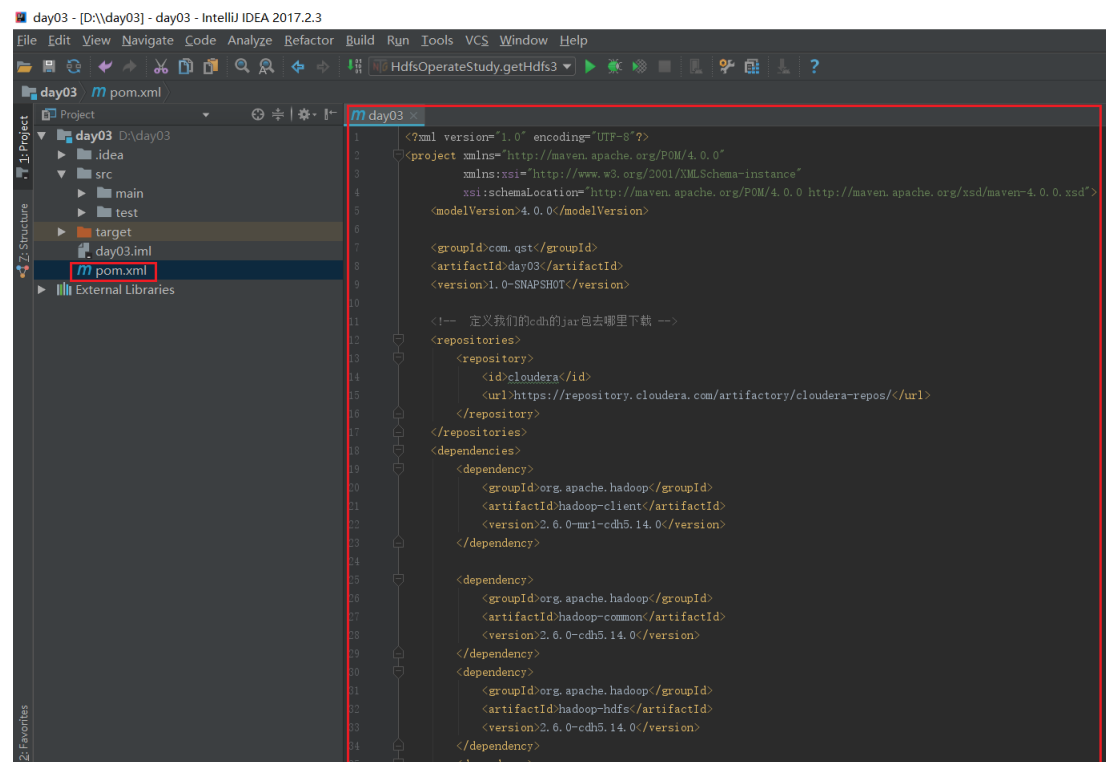 day03 - [D:\\day03] - day03 - IntelliJ IDEA 2017.2.3
File Edit View Navigate Code Analyze Refactor Build Run Tools VCS Window Help
HdfsOperateStudy.getHdfs3
day03 pom.xml
1: Project
Z: Structure
2: Favorites
Project
day03 D:\day03
.idea
src
main
test
target
day03.iml
pom.xml
External Libraries
day03
1 <?xml version="1.0" encoding="UTF-8"?>
2 <project xmlns="http://maven.apache.org/POM/4.0.0"
3 xmlns:xsi="http://www.w3.org/2001/XMLSchema-instance"
4 xsi:schemaLocation="http://maven.apache.org/POM/4.0.0 http://maven.apache.org/xsd/maven-4.0.0.xsd">
5 <modelVersion>4.0.0</modelVersion>
6
7 <groupId>com.qst</groupId>
8 <artifactId>day03</artifactId>
9 <version>1.0-SNAPSHOT</version>
10
11 <!-- 定义我们的cdh的jar包去哪里下载 -->
12 <repositories>
13 <repository>
14 <id>cloudera</id>
15 <url>https://repository.cloudera.com/artifactory/cloudera-repos/</url>
16 </repository>
17 </repositories>
18 <dependencies>
19 <dependency>
20 <groupId>org.apache.hadoop</groupId>
21 <artifactId>hadoop-client</artifactId>
22 <version>2.6.0-mr1-cdh5.14.0</version>
23 </dependency>
24
25 <dependency>
26 <groupId>org.apache.hadoop</groupId>
27 <artifactId>hadoop-common</artifactId>
28 <version>2.6.0-cdh5.14.0</version>
29 </dependency>
30 <dependency>
31 <groupId>org.apache.hadoop</groupId>
32 <artifactId>hadoop-hdfs</artifactId>
33 <version>2.6.0-cdh5.14.0</version>
34 </dependency>